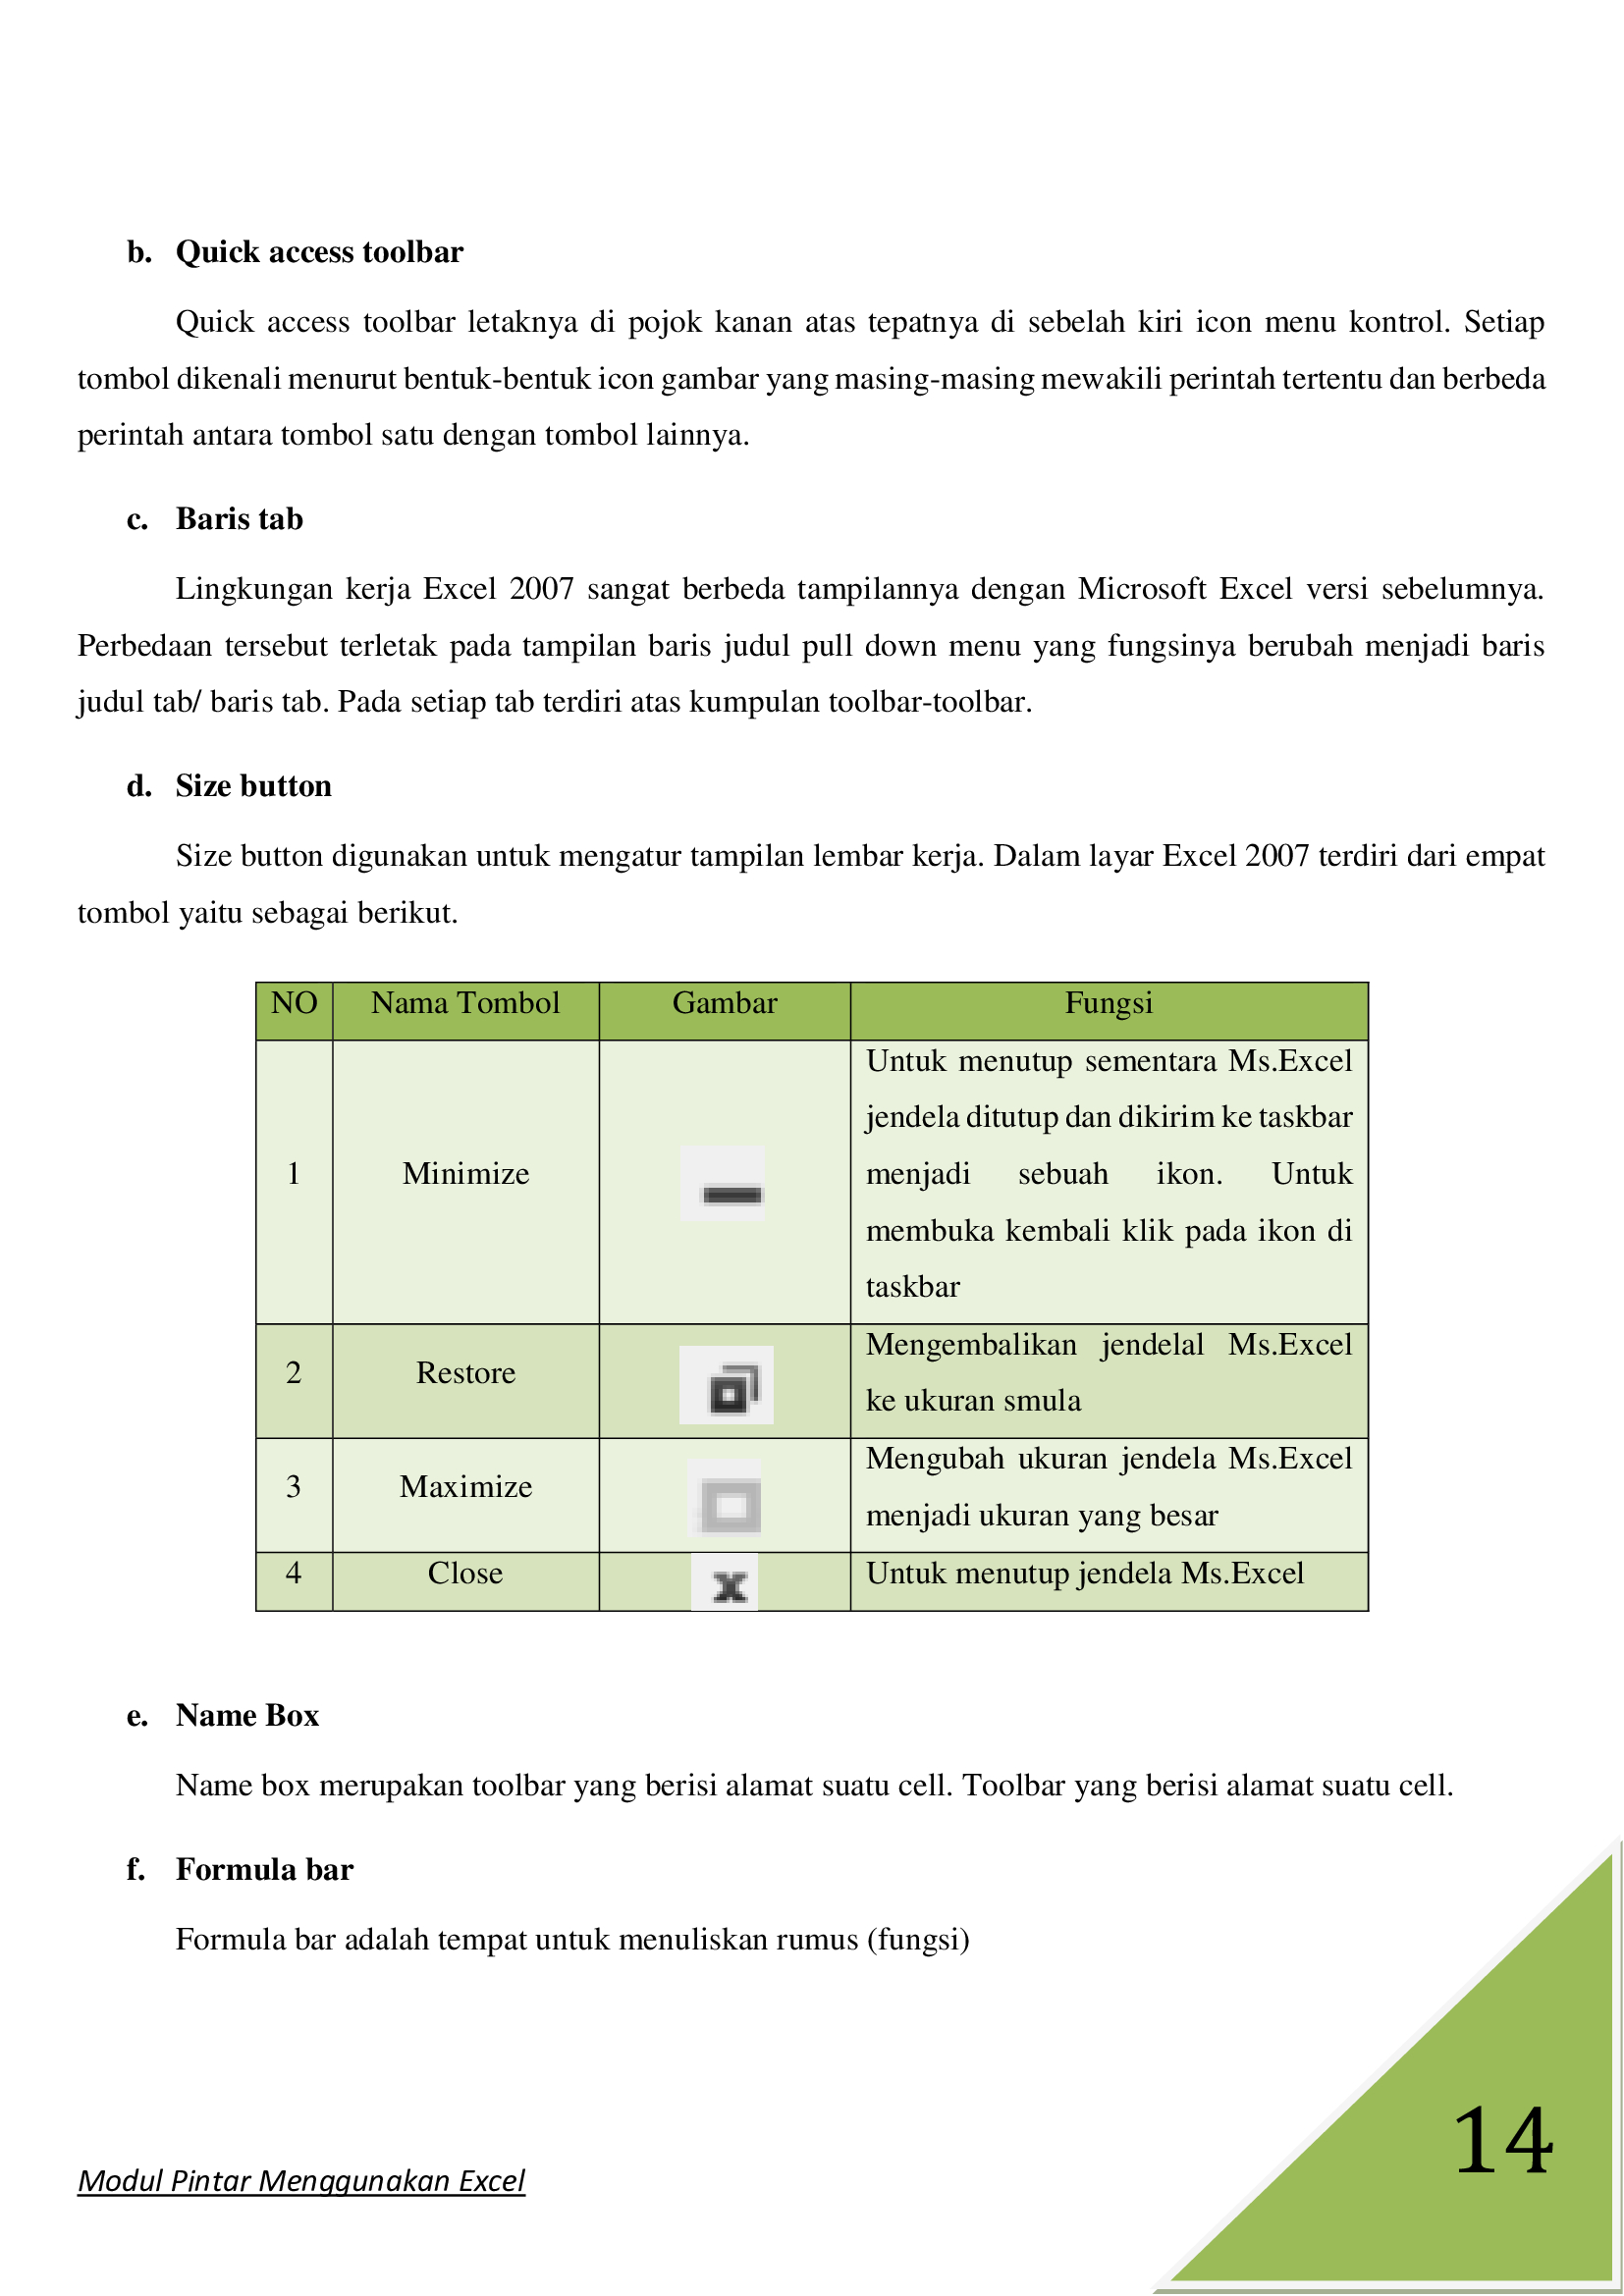 b. Quick access toolbar
Quick access toolbar letaknya di pojok kanan atas tepatnya di sebelah kiri icon menu kontrol. Setiap
tombol dikenali menurut bentuk-bentuk icon gambar yang masing-masing mewakili perintah tertentu dan berbeda
perintah antara tombol satu dengan tombol lainnya.
c. Baris tab
Lingkungan kerja Excel 2007 sangat berbeda tampilannya dengan Microsoft Excel versi sebelumnya.
Perbedaan tersebut terletak pada tampilan baris judul pull down menu yang fungsinya berubah menjadi baris
judul tab/ baris tab. Pada setiap tab terdiri atas kumpulan toolbar-toolbar.
d. Size button
Size button digunakan untuk mengatur tampilan lembar kerja. Dalam layar Excel 2007 terdiri dari empat
tombol yaitu sebagai berikut.
NO Nama Tombol Gambar Fungsi
1 Minimize Untuk menutup sementara Ms.Excel
jendela ditutup dan dikirim ke taskbar
menjadi sebuah ikon. Untuk
membuka kembali klik pada ikon di
taskbar
2 Restore Mengembalikan jendelal Ms.Excel
ke ukuran smula
3 Maximize Mengubah ukuran jendela Ms.Excel
menjadi ukuran yang besar
4 Close Untuk menutup jendela Ms.Excel
e. Name Box
Name box merupakan toolbar yang berisi alamat suatu cell. Toolbar yang berisi alamat suatu cell.
f. Formula bar
Formula bar adalah tempat untuk menuliskan rumus (fungsi)
14
Modul Pintar Menggunakan Excel